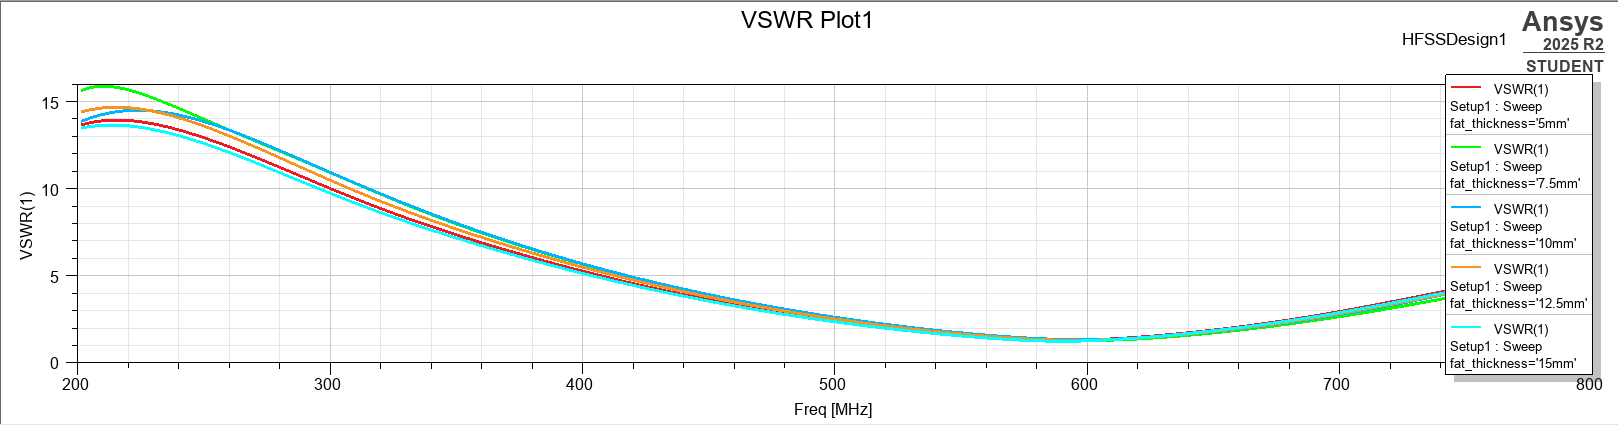 VSWR Plot1
Ansys
2025 R2
STUDENT
HFSSDesign1
VSWR(1)
15
10
5
0
200
300
400
500
600
700
800
Freq [MHz]
VSWR(1)
Setup1 : Sweep
fat_thickness='5mm'
VSWR(1)
Setup1 : Sweep
fat_thickness='7.5mm'
VSWR(1)
Setup1 : Sweep
fat_thickness='10mm'
VSWR(1)
Setup1 : Sweep
fat_thickness='12.5mm'
VSWR(1)
Setup1 : Sweep
fat_thickness='15mm'